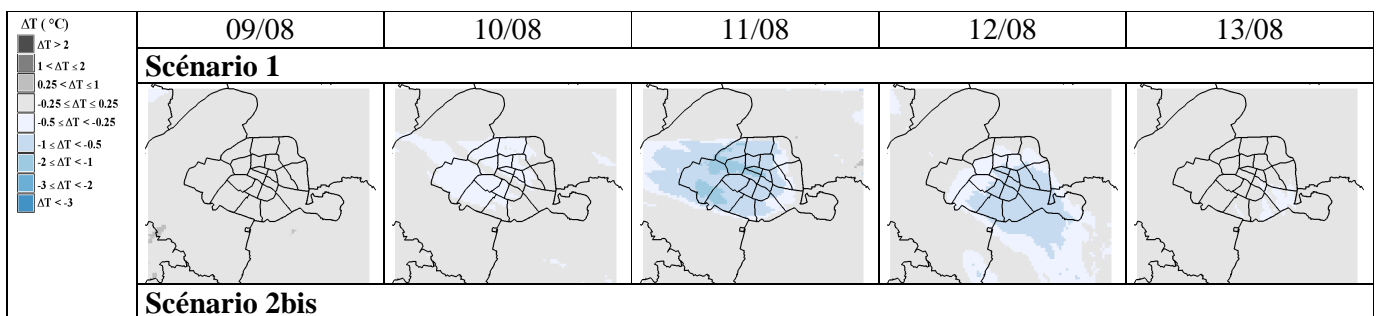 ΔT ( °C)
ΔT > 2
1 < ΔT ≤ 2
0.25 < ΔT ≤ 1
-0.25 ≤ ΔT ≤ 0.25
-0.5 ≤ ΔT < -0.25
-1 ≤ ΔT < -0.5
-2 ≤ ΔT < -1
-3 ≤ ΔT < -2
ΔT < -3
09/08 10/08 11/08 12/08 13/08
Scénario 1
Scénario 2bis